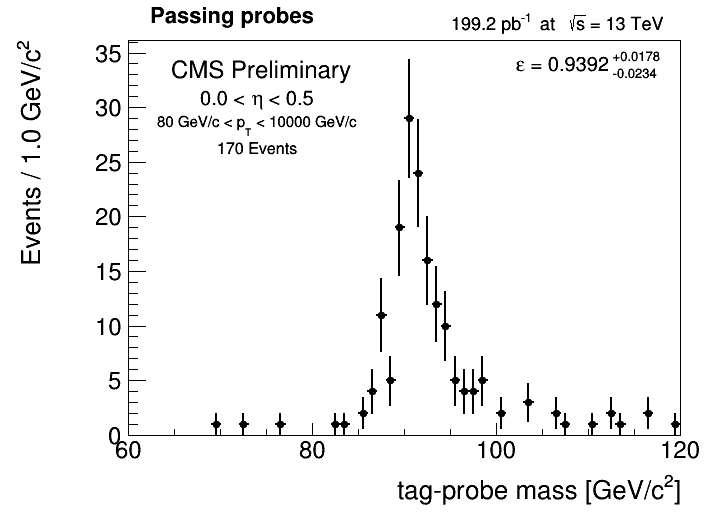 Passing probes
199.2 pb⁻¹ at √s = 13 TeV
CMS Preliminary
0.0 < η < 0.5
80 GeV/c < p_T < 10000 GeV/c
170 Events
ε = 0.9392 +0.0178 -0.0234
Events / 1.0 GeV/c²
35
30
25
20
15
10
5
0
60 80 100 120
tag-probe mass [GeV/c²]